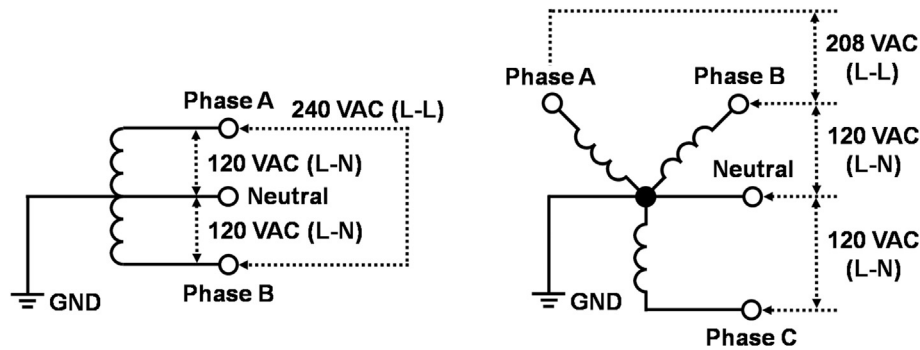 Phase A
240 VAC (L-L)
120 VAC (L-N)
Neutral
120 VAC (L-N)
Phase B
GND
208 VAC
(L-L)
Phase A
Phase B
120 VAC
(L-N)
Neutral
120 VAC
(L-N)
GND
Phase C